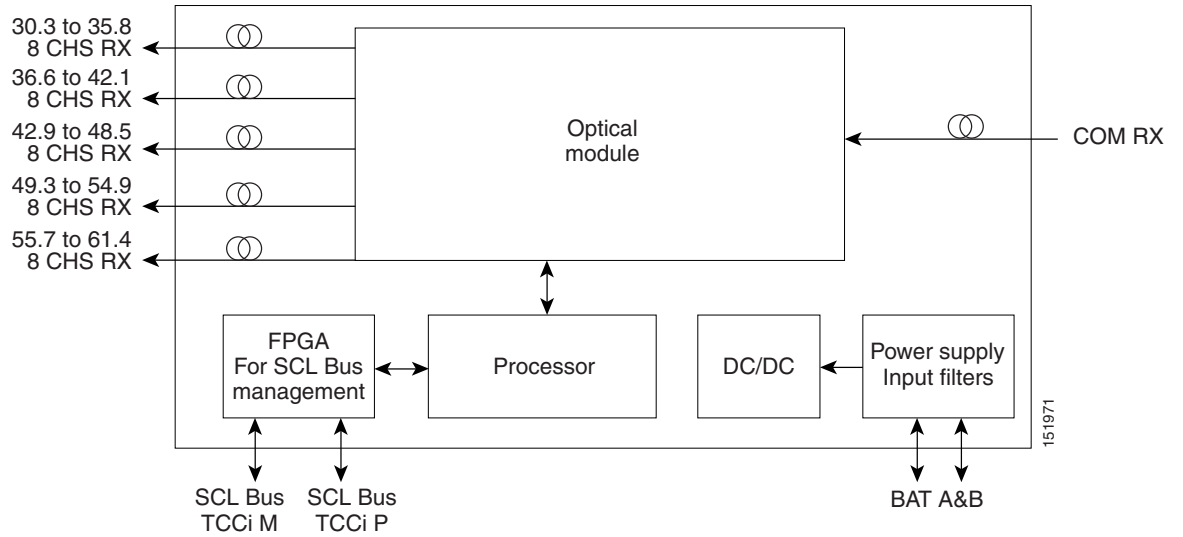 30.3 to 35.8
8 CHS RX
36.6 to 42.1
8 CHS RX
42.9 to 48.5
8 CHS RX
49.3 to 54.9
8 CHS RX
55.7 to 61.4
8 CHS RX
Optical
module
COM RX
FPGA
For SCL Bus
management
Processor
DC/DC
Power supply
Input filters
151971
SCL Bus
TCCi M
SCL Bus
TCCi P
BAT A&B